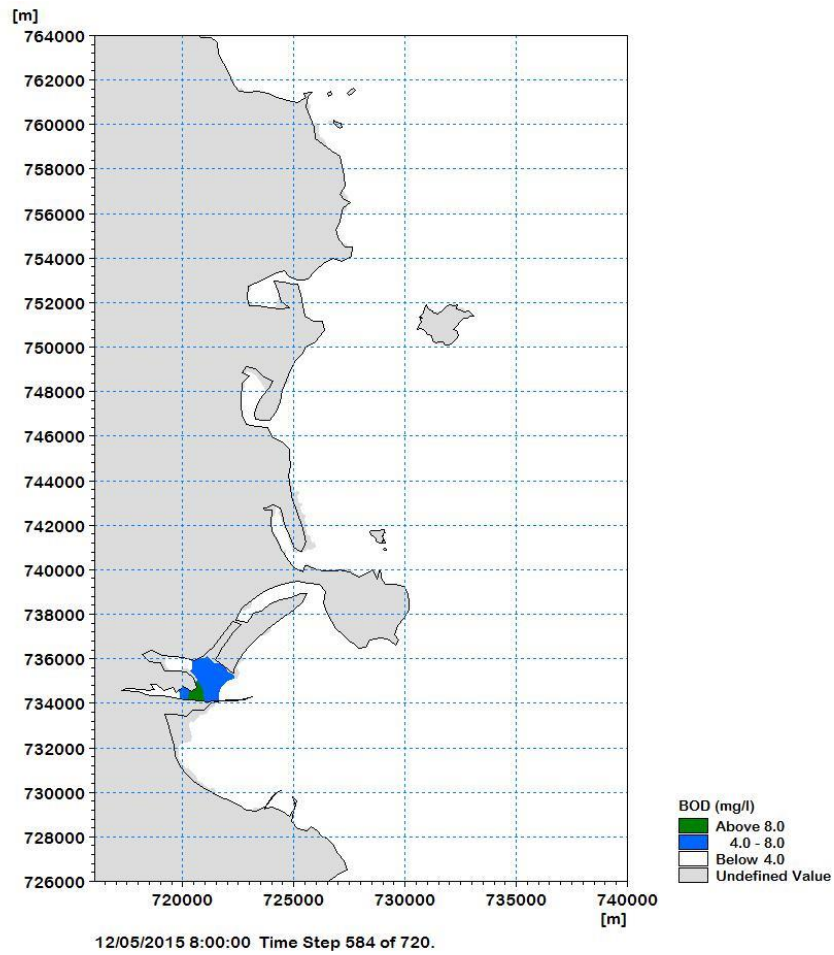 [m]
764000
762000
760000
758000
756000
754000
752000
750000
748000
746000
744000
742000
740000
738000
736000
734000
732000
730000
728000
726000
720000 725000 730000 735000 740000
[m]
BOD (mg/l)
Above 8.0
4.0 - 8.0
Below 4.0
Undefined Value
12/05/2015 8:00:00 Time Step 584 of 720.